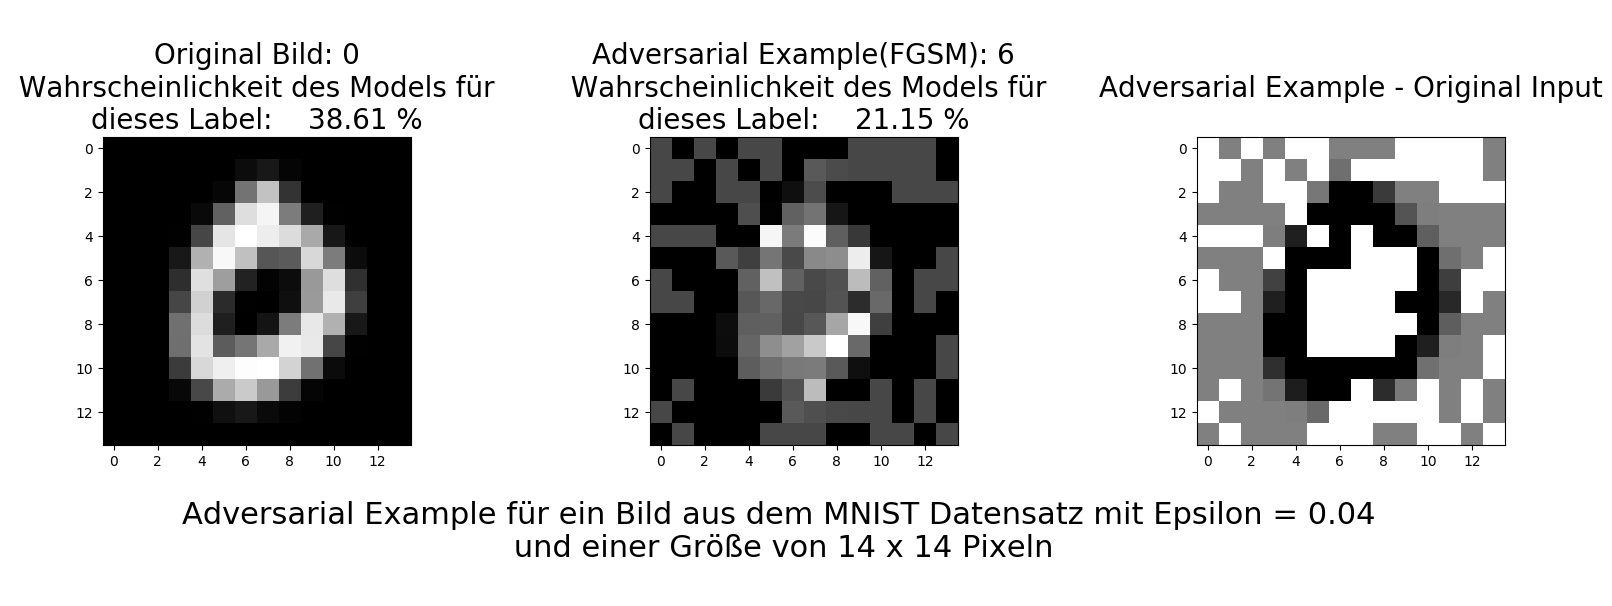 Original Bild: 0
Wahrscheinlichkeit des Models für
dieses Label: 38.61 %
0
2
4
6
8
10
12
0 2 4 6 8 10 12
Adversarial Example(FGSM): 6
Wahrscheinlichkeit des Models für
dieses Label: 21.15 %
0
2
4
6
8
10
12
0 2 4 6 8 10 12
Adversarial Example - Original Input
0
2
4
6
8
10
12
0 2 4 6 8 10 12
Adversarial Example für ein Bild aus dem MNIST Datensatz mit Epsilon = 0.04
und einer Größe von 14 x 14 Pixeln